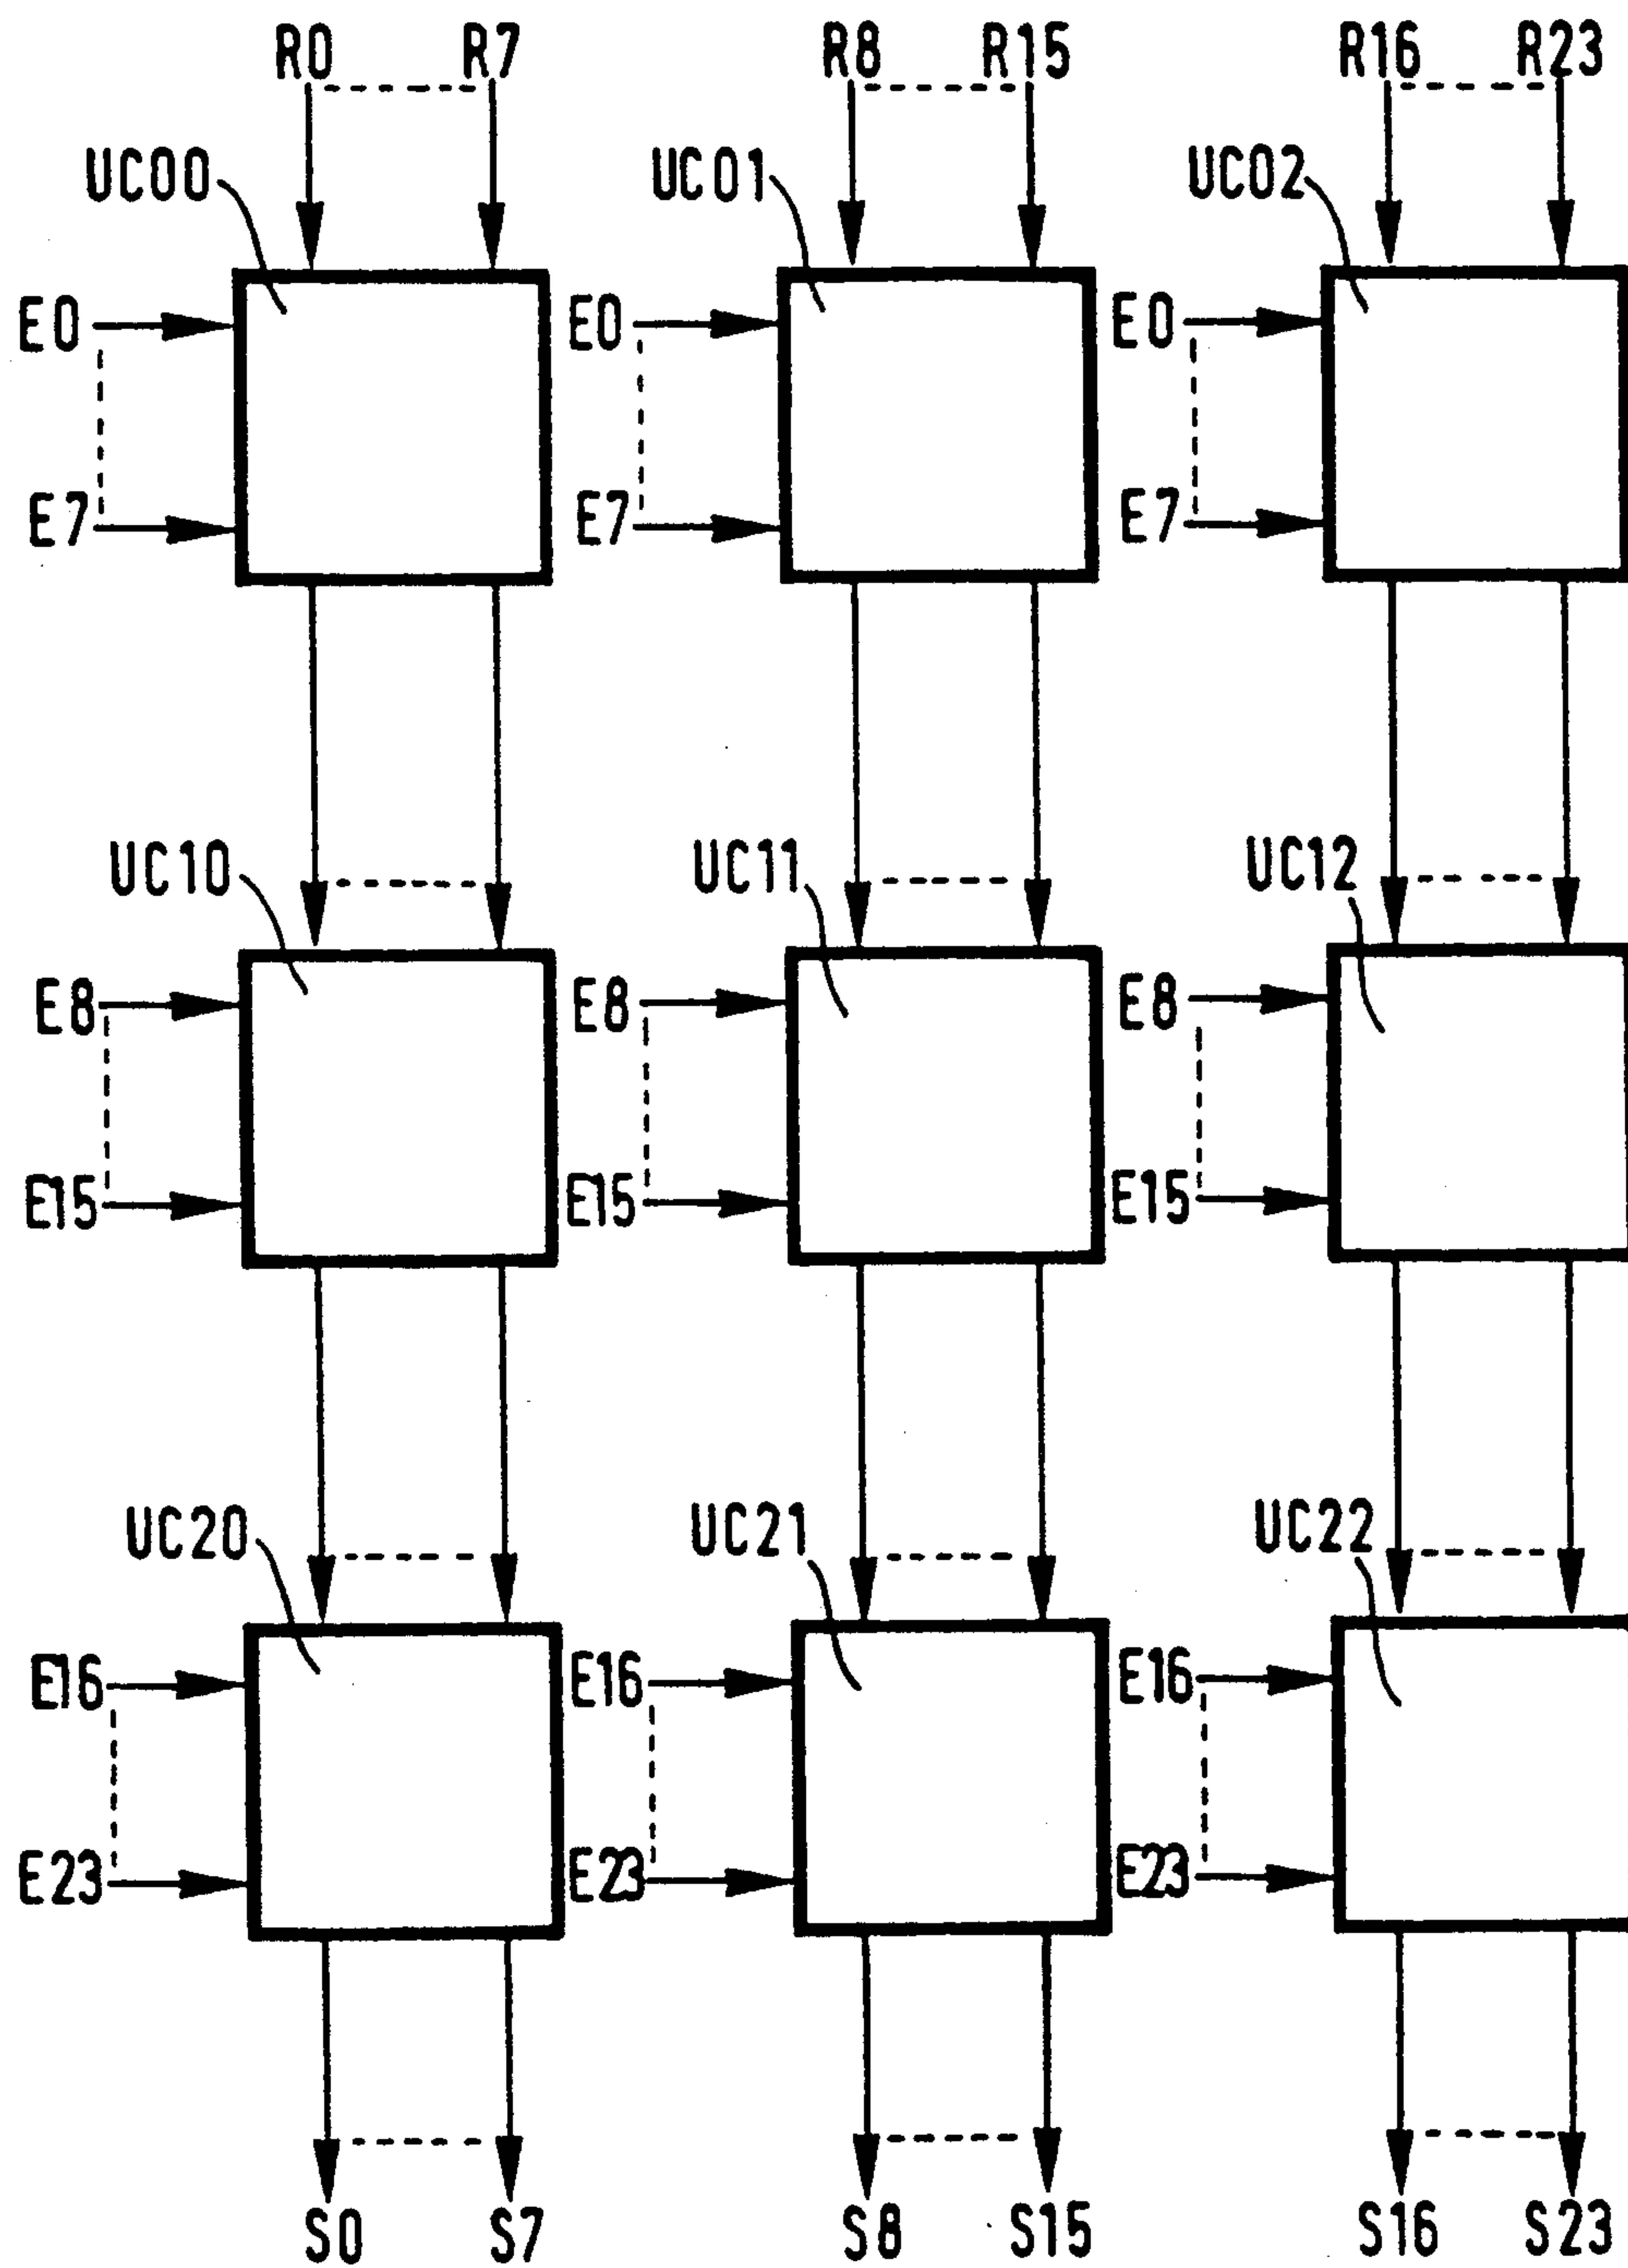 R0 R7 R8 R15 R16 R23
UC00 UC01 UC02
E0 E0 E0
E7 E7 E7
UC10 UC11 UC12
E8 E8 E8
E15 E15 E15
UC20 UC21 UC22
E16 E16 E16
E23 E23 E23
S0 S7 S8 S15 S16 S23